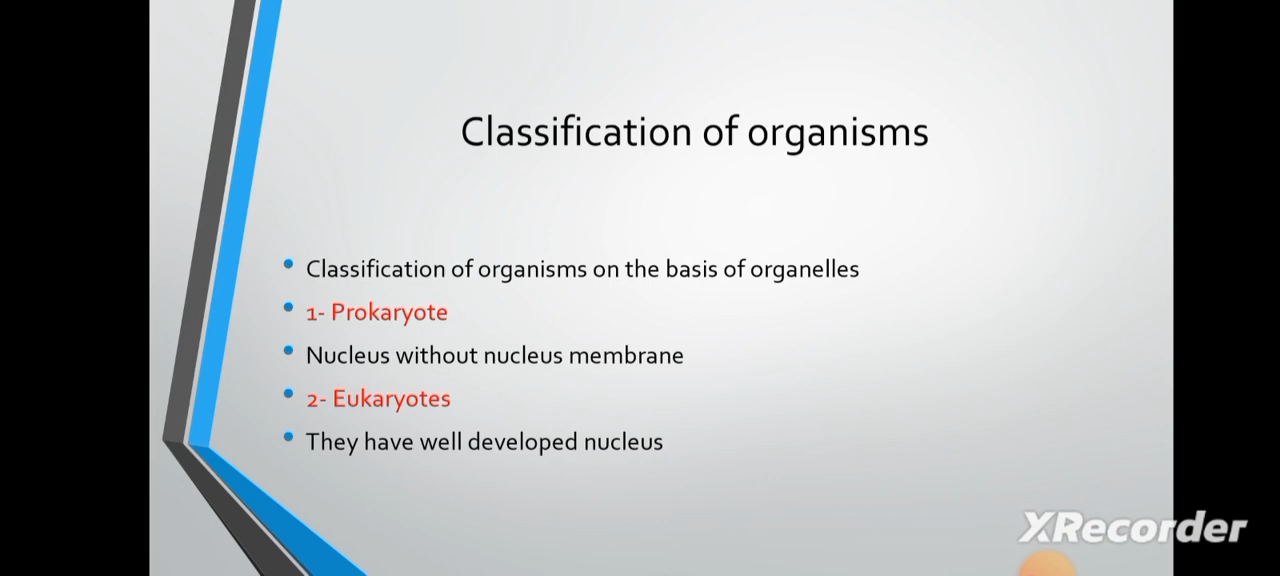 Classification of organisms
• Classification of organisms on the basis of organelles
• 1- Prokaryote
• Nucleus without nucleus membrane
• 2- Eukaryotes
• They have well developed nucleus
XRecorder